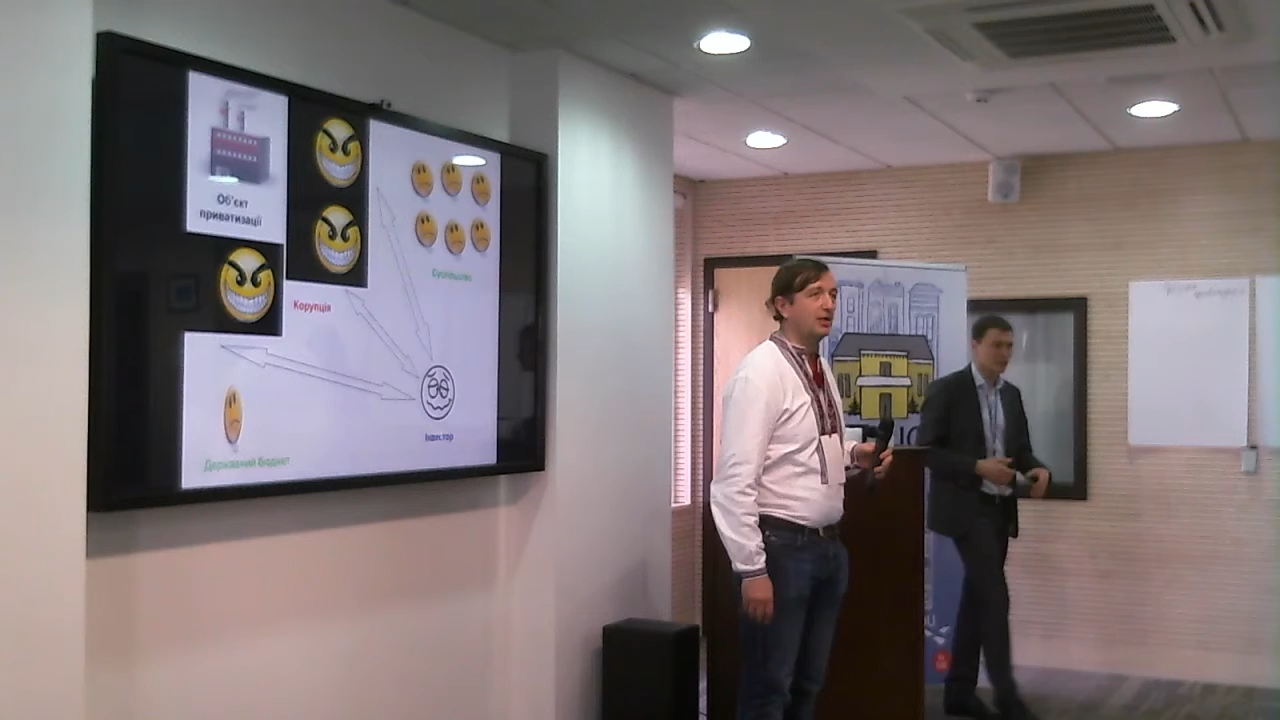 Об'єкт
приватизації
Корупція
Суспільство
Інвестор
Державний бюджет